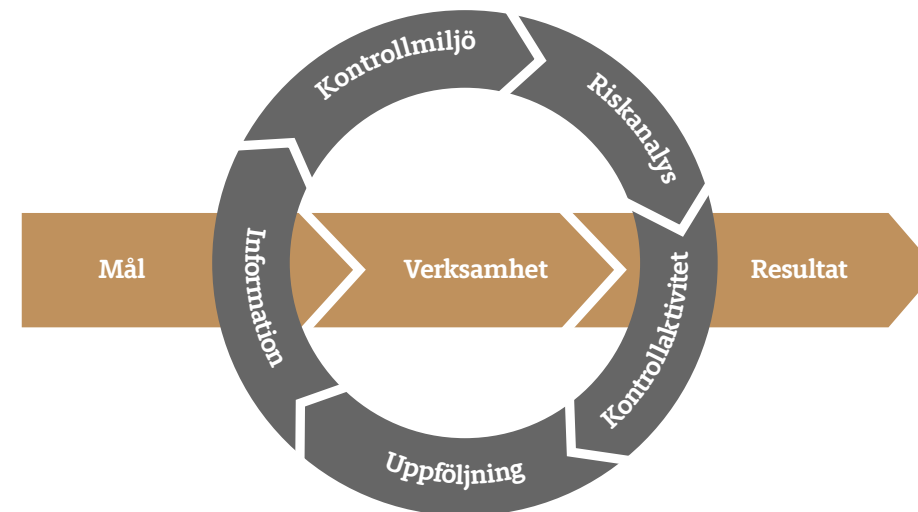 Kontrollmiljö
Riskanalys
Mål
Information
Verksamhet
Kontrollaktivitet
Resultat
Uppföljning